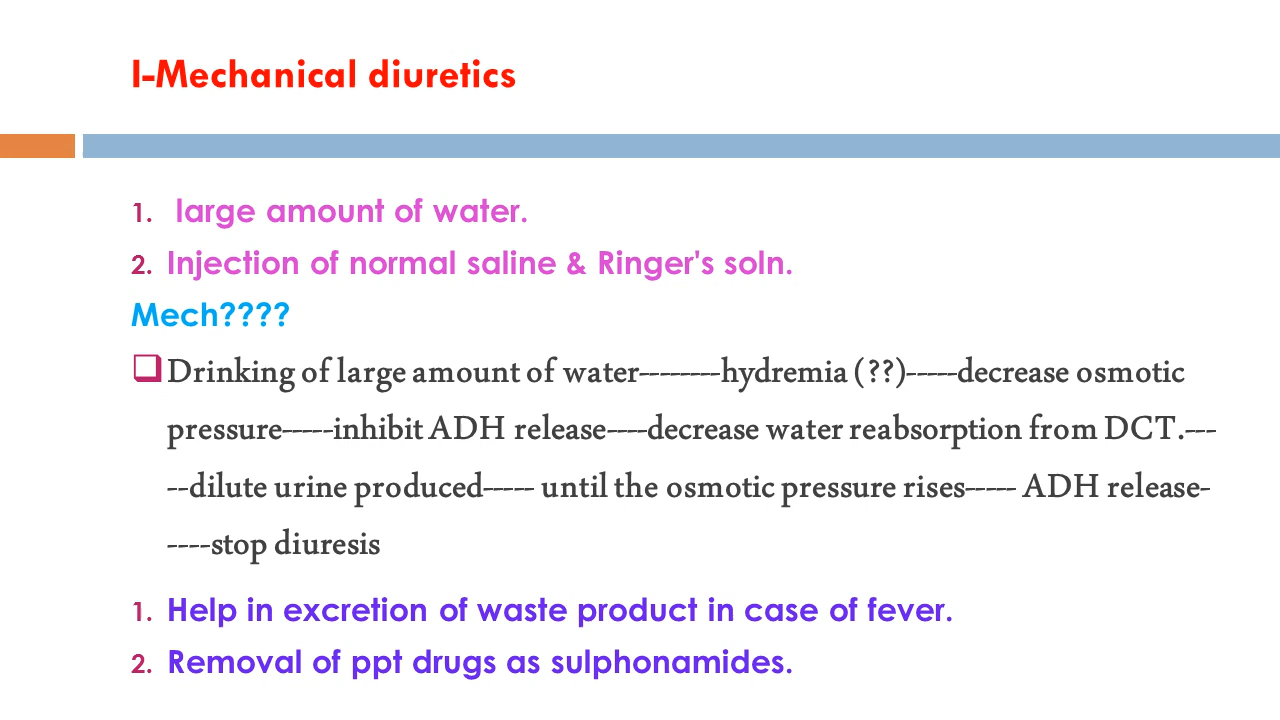 I-Mechanical diuretics
1. large amount of water.
2. Injection of normal saline & Ringer's soln.
Mech????
❑Drinking of large amount of water--------hydremia (??)-----decrease osmotic
pressure-----inhibit ADH release----decrease water reabsorption from DCT.---
--dilute urine produced----- until the osmotic pressure rises----- ADH release-
----stop diuresis
1. Help in excretion of waste product in case of fever.
2. Removal of ppt drugs as sulphonamides.